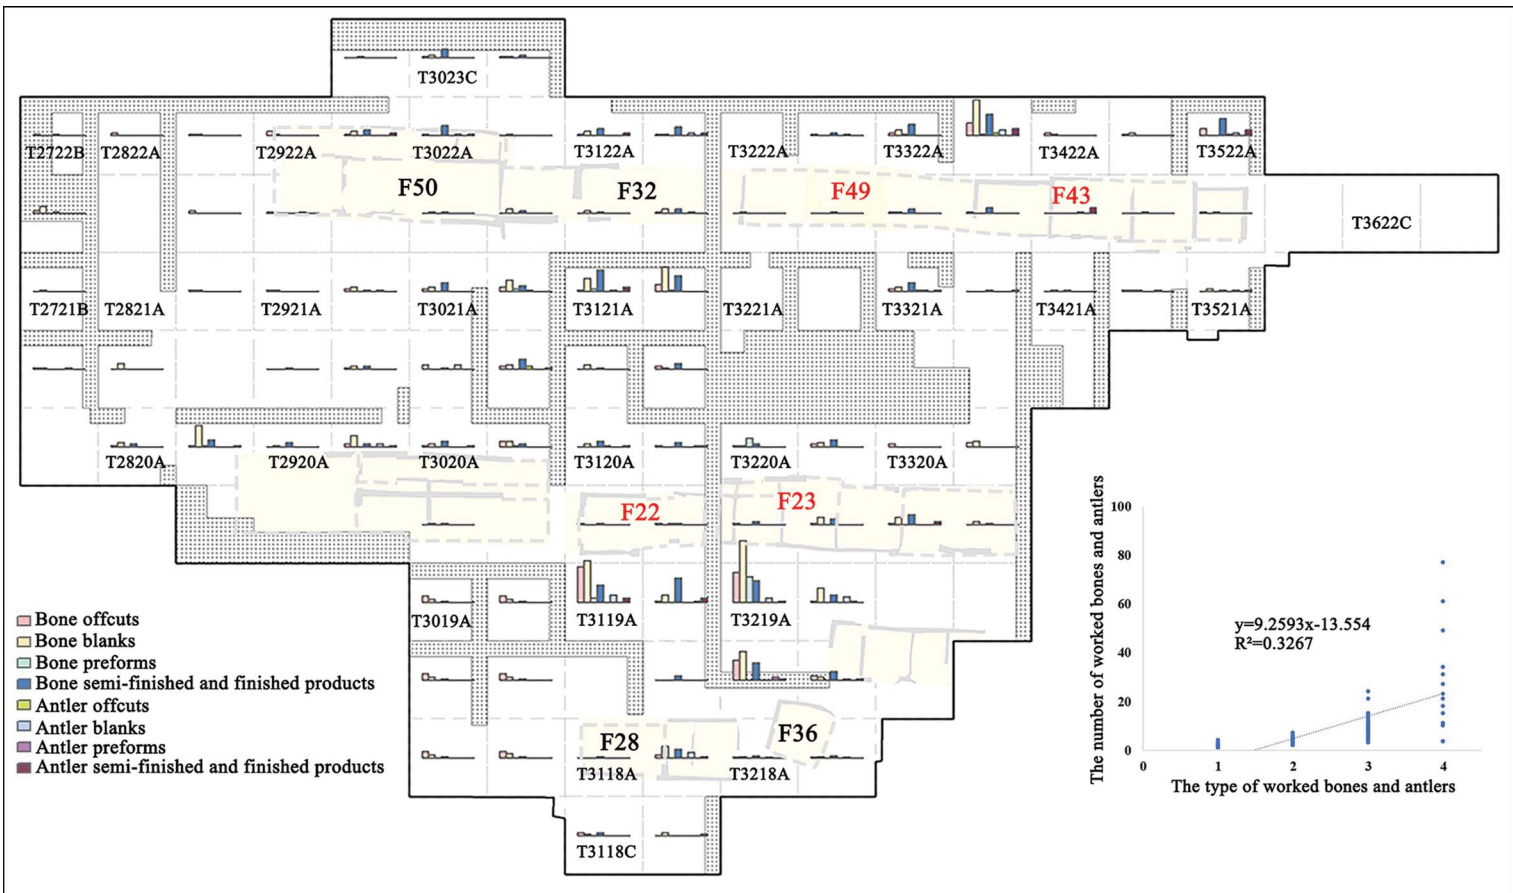 T3023C
T2722B T2822A T2922A T3022A T3122A T3222A T3322A T3422A T3522A
F50 F32 F49 F43
T3622C
T2721B T2821A T2921A T3021A T3121A T3221A T3321A T3421A T3521A
T2820A T2920A T3020A T3120A T3220A T3320A
F22 F23
T3019A T3119A T3219A
F28 F36
T3118A T3218A
T3118C
Bone offcuts
Bone blanks
Bone preforms
Bone semi-finished and finished products
Antler offcuts
Antler blanks
Antler preforms
Antler semi-finished and finished products
The number of worked bones and antlers
100
80
60
40
20
0
y=9.2593x-13.554
R²=0.3267
0 1 2 3 4
The type of worked bones and antlers